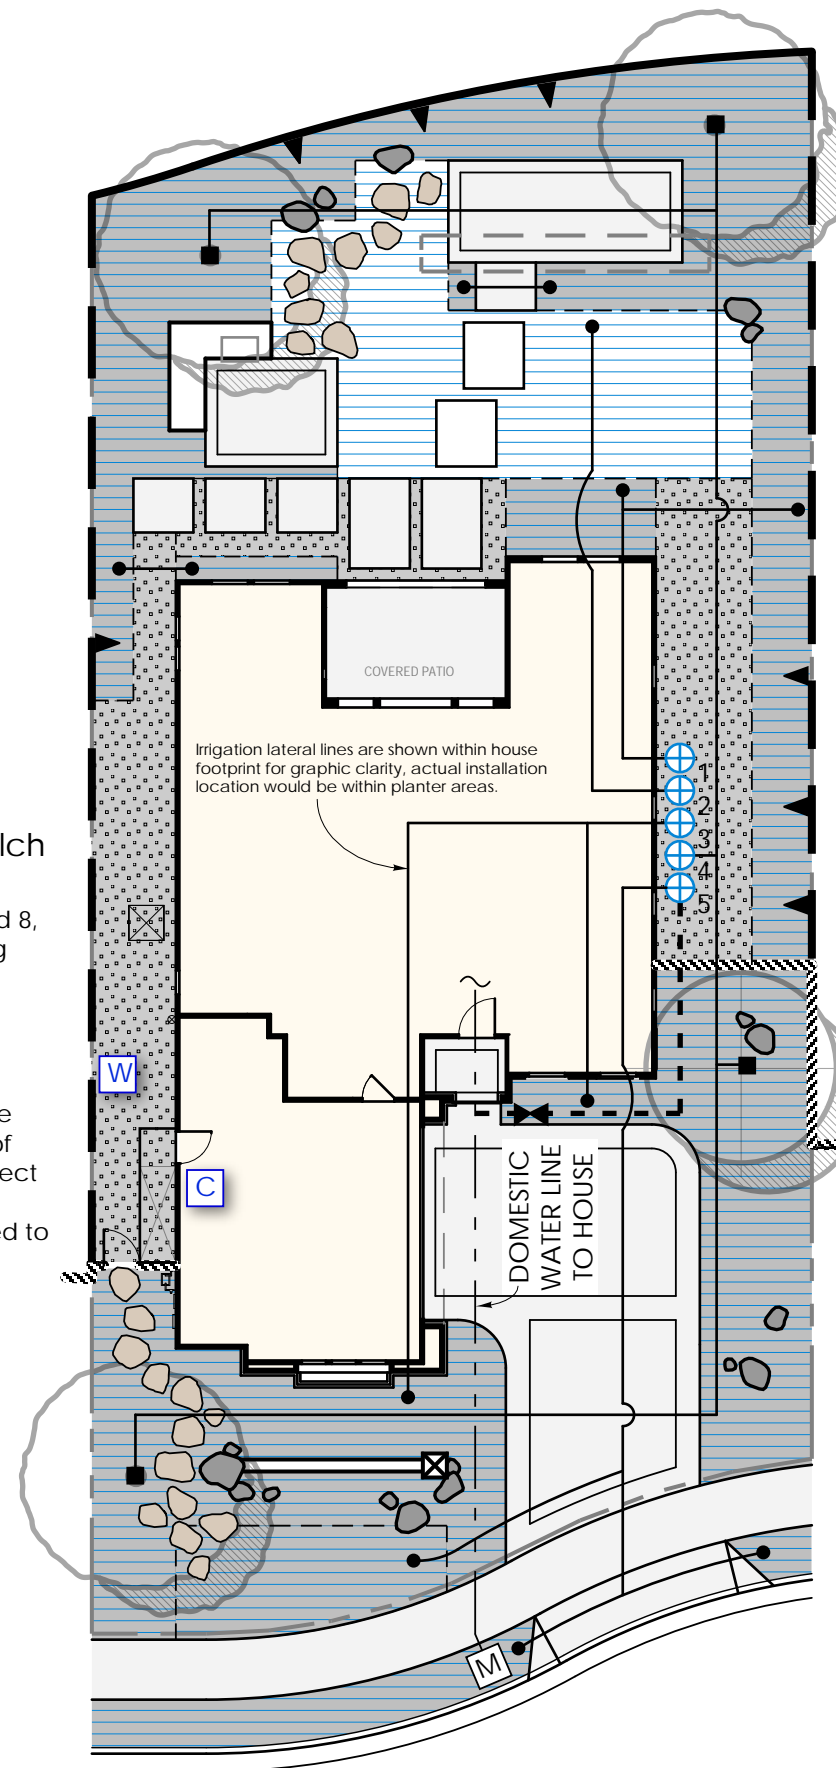 COVERED PATIO
Irrigation lateral lines are shown within house
footprint for graphic clarity, actual installation
location would be within planter areas.
1
2
3
4
5
lch
d 8,
g
W
e
of
ect
ed to
C
DOMESTIC
WATER LINE
TO HOUSE
M